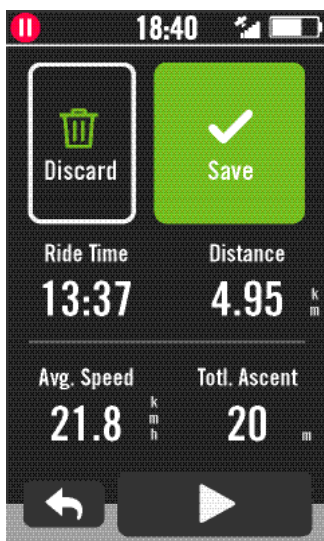 18:40
Discard Save
Ride Time Distance
13:37 4.95 km
Avg. Speed Totl. Ascent
21.8 kmh 20 m